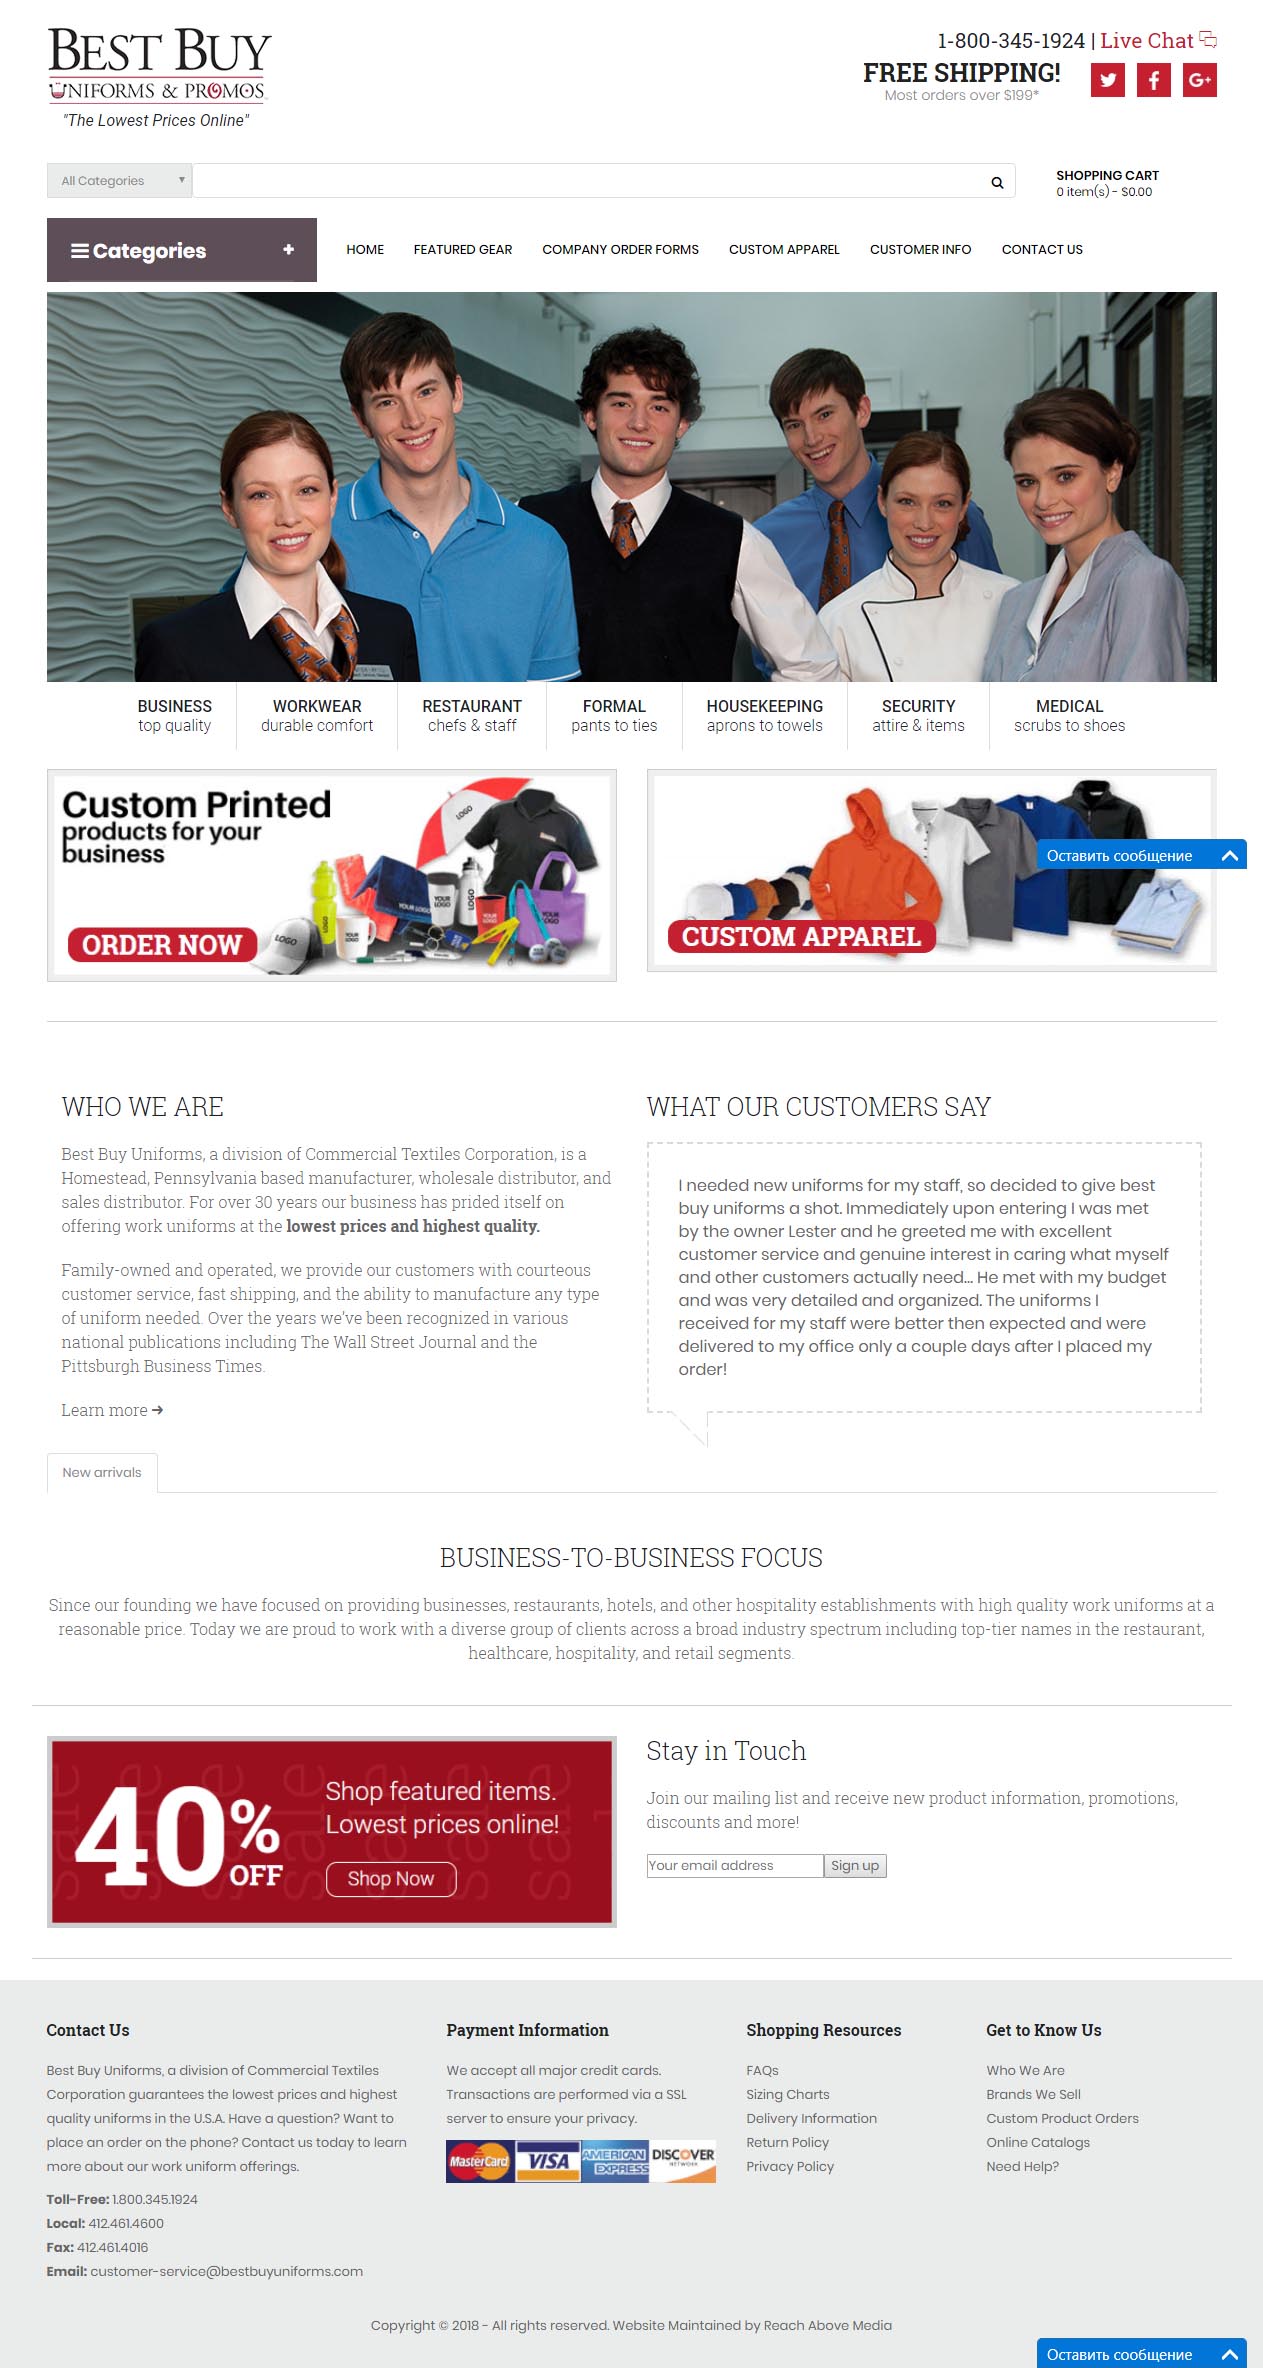 BEST BUY
UNIFORMS & PROMOS
"The Lowest Prices Online"
1-800-345-1924 | Live Chat
FREE SHIPPING!
Most orders over $199*
All Categories
SHOPPING CART
0 item(s) - $0.00
Categories
HOME FEATURED GEAR COMPANY ORDER FORMS CUSTOM APPAREL CUSTOMER INFO CONTACT US
BUSINESS
top quality
WORKWEAR
durable comfort
RESTAURANT
chefs & staff
FORMAL
pants to ties
HOUSEKEEPING
aprons to towels
SECURITY
attire & items
MEDICAL
scrubs to shoes
Custom Printed
products for your
business
ORDER NOW
LOGO
LOGO
YOUR LOGO
YOUR LOGO
YOUR LOGO
YOUR LOGO
LOGO
CUSTOM APPAREL
Оставить сообщение
WHO WE ARE
Best Buy Uniforms, a division of Commercial Textiles Corporation, is a
Homestead, Pennsylvania based manufacturer, wholesale distributor, and
sales distributor. For over 30 years our business has prided itself on
offering work uniforms at the lowest prices and highest quality.
Family-owned and operated, we provide our customers with courteous
customer service, fast shipping, and the ability to manufacture any type
of uniform needed. Over the years we've been recognized in various
national publications including The Wall Street Journal and the
Pittsburgh Business Times.
Learn more ➔
WHAT OUR CUSTOMERS SAY
I needed new uniforms for my staff, so decided to give best
buy uniforms a shot. Immediately upon entering I was met
by the owner Lester and he greeted me with excellent
customer service and genuine interest in caring what myself
and other customers actually need... He met with my budget
and was very detailed and organized. The uniforms I
received for my staff were better then expected and were
delivered to my office only a couple days after I placed my
order!
New arrivals
BUSINESS-TO-BUSINESS FOCUS
Since our founding we have focused on providing businesses, restaurants, hotels, and other hospitality establishments with high quality work uniforms at a
reasonable price. Today we are proud to work with a diverse group of clients across a broad industry spectrum including top-tier names in the restaurant,
healthcare, hospitality, and retail segments.
40% OFF
Shop featured items.
Lowest prices online!
Shop Now
Stay in Touch
Join our mailing list and receive new product information, promotions,
discounts and more!
Your email address
Sign up
Contact Us
Best Buy Uniforms, a division of Commercial Textiles
Corporation guarantees the lowest prices and highest
quality uniforms in the U.S.A. Have a question? Want to
place an order on the phone? Contact us today to learn
more about our work uniform offerings.
Toll-Free: 1.800.345.1924
Local: 412.461.4600
Fax: 412.461.4016
Email: customer-service@bestbuyuniforms.com
Payment Information
We accept all major credit cards.
Transactions are performed via a SSL
server to ensure your privacy.
MasterCard
VISA
AMERICAN EXPRESS
DISCOVER
NETWORK
Shopping Resources
FAQs
Sizing Charts
Delivery Information
Return Policy
Privacy Policy
Get to Know Us
Who We Are
Brands We Sell
Custom Product Orders
Online Catalogs
Need Help?
Copyright © 2018 - All rights reserved. Website Maintained by Reach Above Media
Оставить сообщение